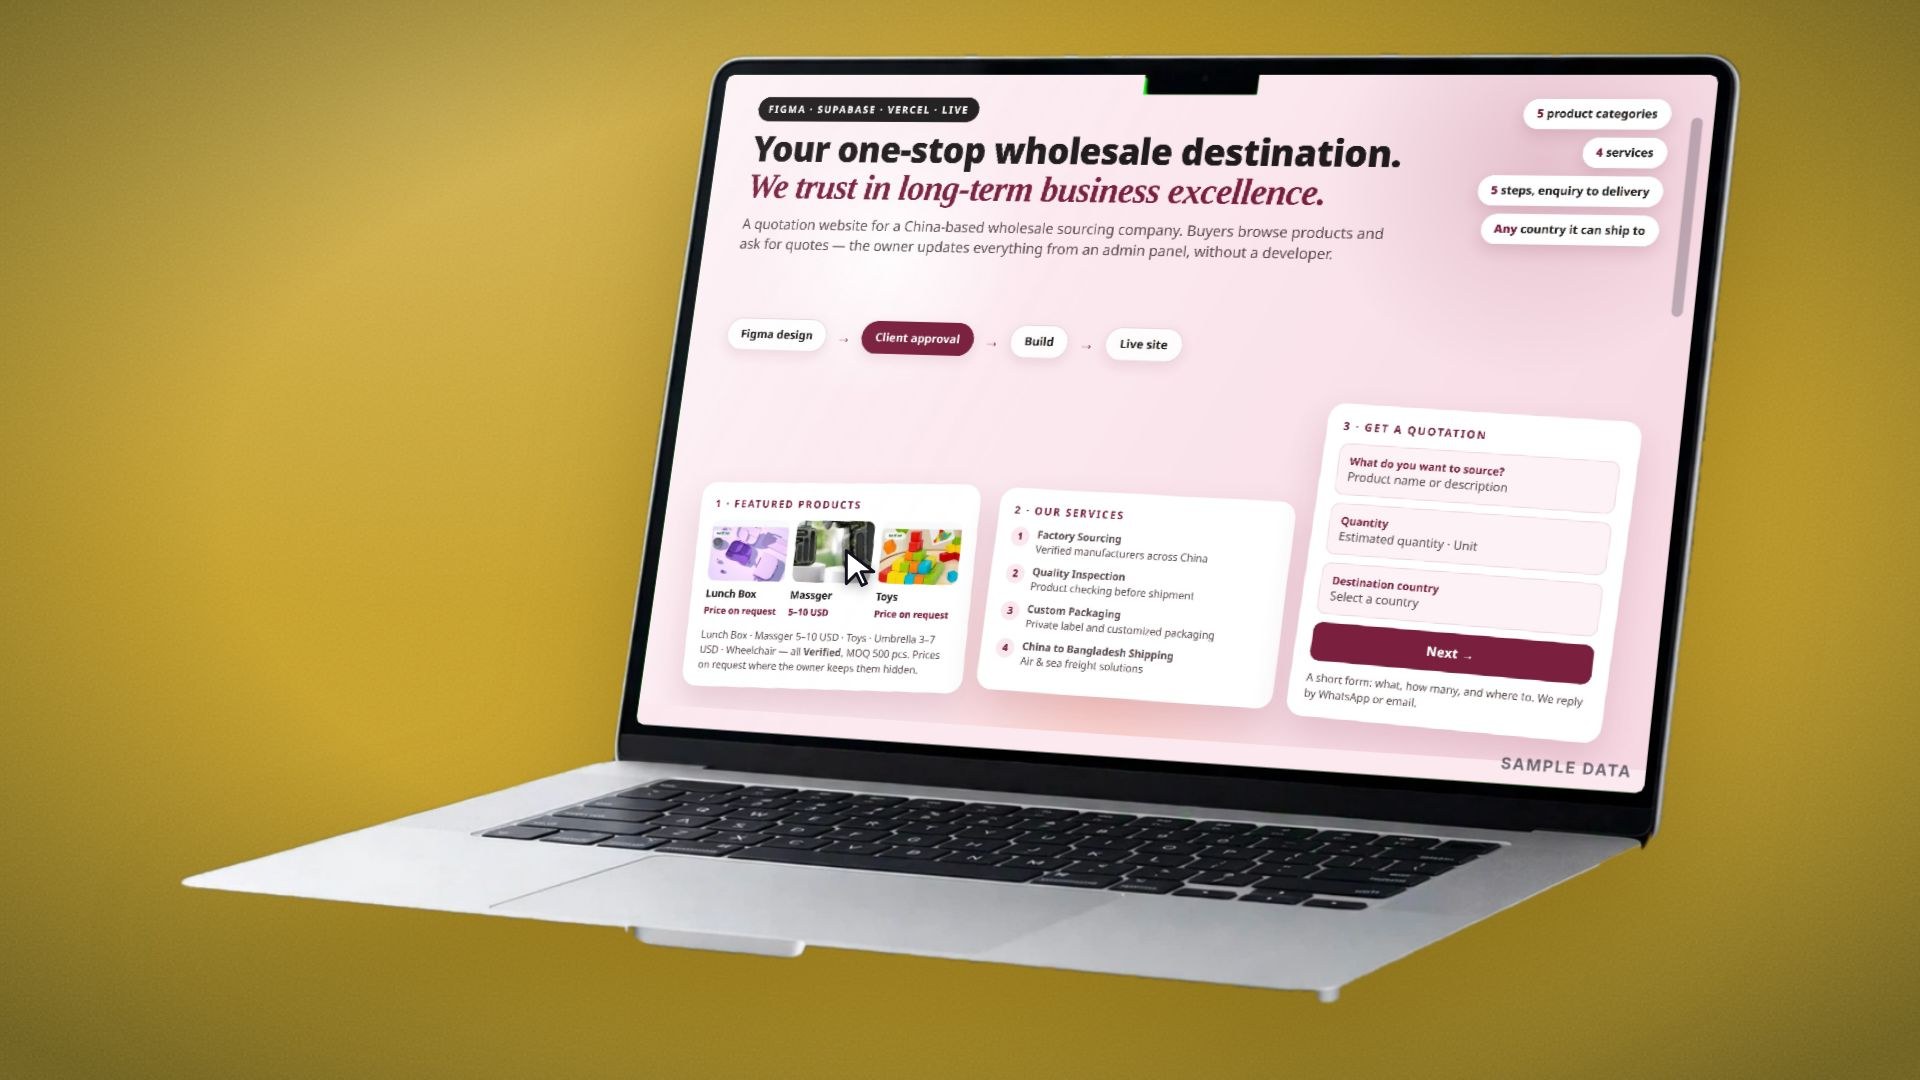 FIGMA · SUPABASE · VERCEL · LIVE
Your one-stop wholesale destination.
We trust in long-term business excellence.
A quotation website for a China-based wholesale sourcing company. Buyers browse products and
ask for quotes — the owner updates everything from an admin panel, without a developer.
5 product categories
4 services
5 steps, enquiry to delivery
Any country it can ship to
Figma design → Client approval → Build → Live site
1 · FEATURED PRODUCTS
Lunch Box
Price on request
Massger
5–10 USD
Toys
Price on request
Lunch Box · Massger 5–10 USD · Toys · Umbrella 3–7
USD · Wheelchair — all Verified, MOQ 500 pcs. Prices
on request where the owner keeps them hidden.
2 · OUR SERVICES
1 Factory Sourcing
Verified manufacturers across China
2 Quality Inspection
Product checking before shipment
3 Custom Packaging
Private label and customized packaging
4 China to Bangladesh Shipping
Air & sea freight solutions
3 · GET A QUOTATION
What do you want to source?
Product name or description
Quantity
Estimated quantity · Unit
Destination country
Select a country
Next →
A short form: what, how many, and where to. We reply
by WhatsApp or email.
SAMPLE DATA